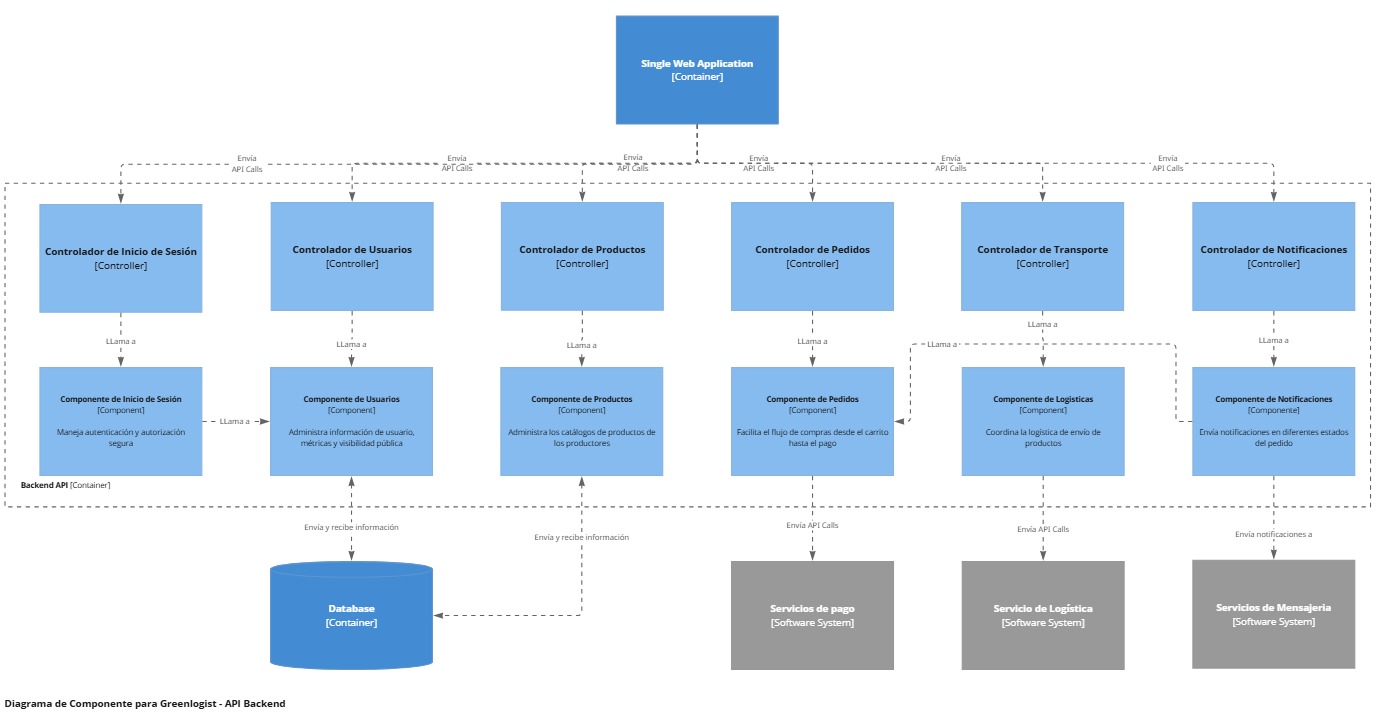 Single Web Application
[Container]
Envía
API Calls
Envía
API Calls
Envía
API Calls
Envía
API Calls
Envía
API Calls
Envía
API Calls
Controlador de Inicio de Sesión
[Controller]
Controlador de Usuarios
[Controller]
Controlador de Productos
[Controller]
Controlador de Pedidos
[Controller]
Controlador de Transporte
[Controller]
Controlador de Notificaciones
[Controller]
LLama a
LLama a
LLama a
LLama a
LLama a
LLama a
LLama a
Componente de Inicio de Sesión
[Component]
Maneja autenticación y autorización
segura
LLama a
Componente de Usuarios
[Component]
Administra información de usuario,
métricas y visibilidad pública
Componente de Productos
[Component]
Administra los catálogos de productos de
los productores
Componente de Pedidos
[Component]
Facilita el flujo de compras desde el carrito
hasta el pago
Componente de Logisticas
[Component]
Coordina la logística de envío de
productos
Componente de Notificaciones
[Componente]
Envía notificaciones en diferentes estados
del pedido
Backend API [Container]
Envía y recibe información
Envía y recibe información
Envía API Calls
Envía API Calls
Envía notificaciones a
Database
[Container]
Servicios de pago
[Software System]
Servicio de Logística
[Software System]
Servicios de Mensajeria
[Software System]
Diagrama de Componente para Greenlogist - API Backend